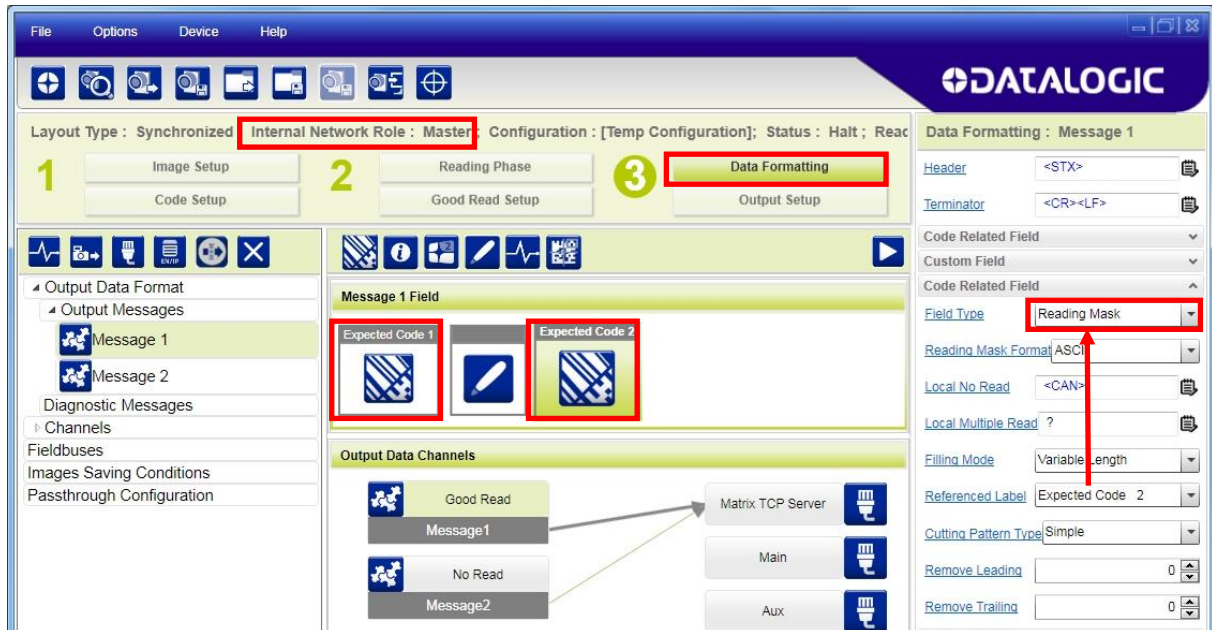 File Options Device Help
DATALOGIC
Layout Type : Synchronized Internal Network Role : Master ; Configuration : [Temp Configuration]; Status : Halt ; Reac
1
Image Setup
Code Setup
2
Reading Phase
Good Read Setup
3
Data Formatting
Output Setup
EN/IP
Output Data Format
Output Messages
Message 1
Message 2
Diagnostic Messages
Channels
Fieldbuses
Images Saving Conditions
Passthrough Configuration
Message 1 Field
Expected Code 1
Expected Code 2
Output Data Channels
Good Read
Message1
No Read
Message2
Matrix TCP Server
Main
Aux
Data Formatting : Message 1
Header <STX>
Terminator <CR><LF>
Code Related Field
Custom Field
Code Related Field
Field Type Reading Mask
Reading Mask Format ASCII
Local No Read <CAN>
Local Multiple Read ?
Filling Mode Variable Length
Referenced Label Expected Code 2
Cutting Pattern Type Simple
Remove Leading 0
Remove Trailing 0